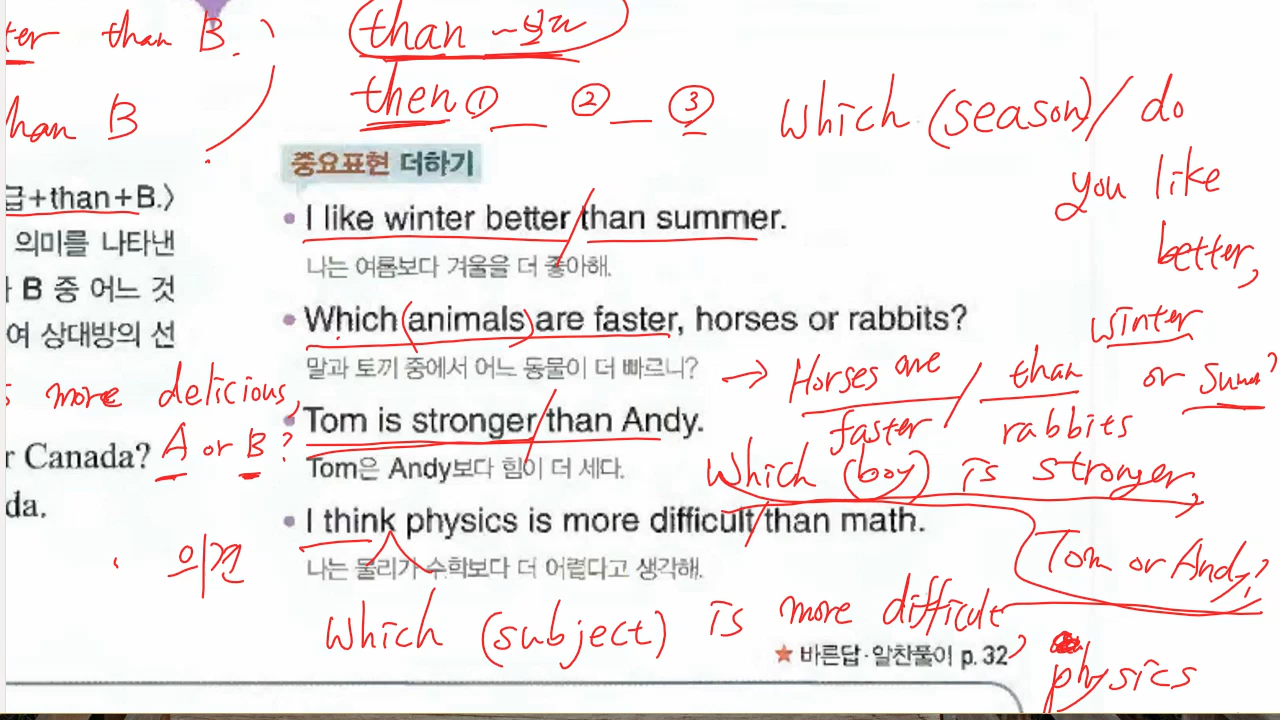 ter than B.
than ~보다
then ① ② ③
han B
Which (season) / do
you like
better,
winter
or
중요표현 더하기
급+than+B.〉
의미를 나타낸
B 중 어느 것
여 상대방의 선
• I like winter better / than summer.
나는 여름보다 겨울을 더 좋아해.
• Which (animals) are faster, horses or rabbits?
말과 토끼 중에서 어느 동물이 더 빠르니?
→ Horses are / than
faster rabbits
s more delicious,
A or B?
r Canada?
da.
• Tom is stronger / than Andy.
Tom은 Andy보다 힘이 더 세다.
Which (boy) is stronger,
Tom or Andy?
• I think physics is more difficult / than math.
나는 물리가 수학보다 더 어렵다고 생각해.
의견
Which (subject) is more difficult,
physics
★ 바른답·알찬풀이 p. 32